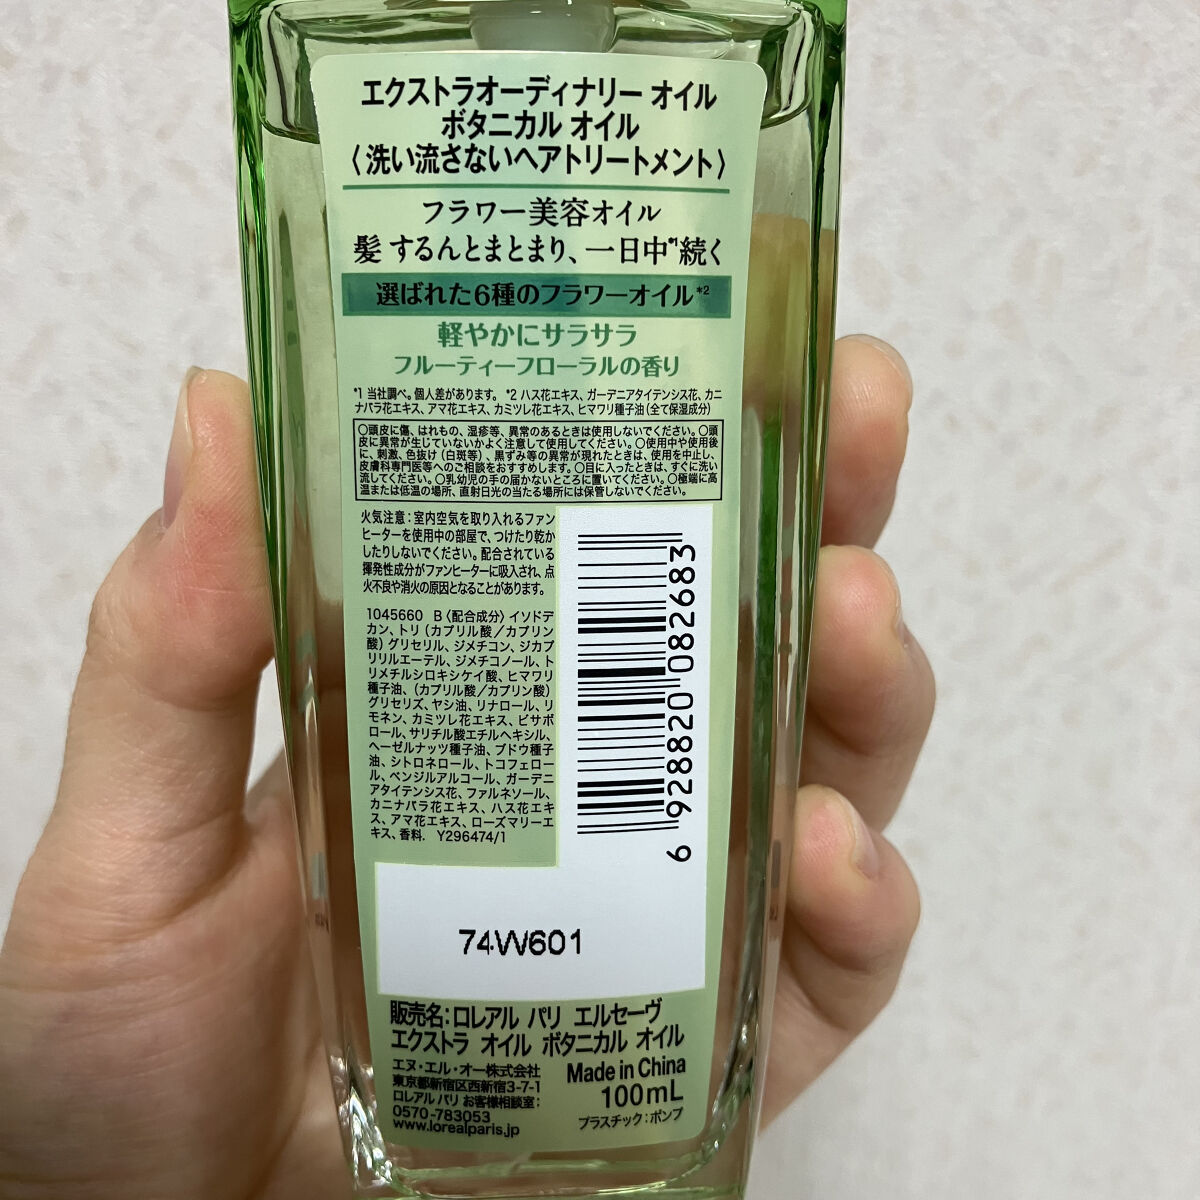 エクストラオーディナリー オイル
ボタニカル オイル
〈洗い流さないヘアトリートメント〉
フラワー美容オイル
髪 するんとまとまり、一日中*1続く
選ばれた6種のフラワーオイル*2
軽やかにサラサラ
フルーティーフローラルの香り
*1 当社調べ。個人差があります。 *2 ハス花エキス、ガーデニアタイテンシス花、カニ
ナバラ花エキス、アマ花エキス、カミツレ花エキス、ヒマワリ種子油(全て保湿成分)
〇頭皮に傷、はれもの、湿疹等、異常のあるときは使用しないでください。〇頭
皮に異常が生じていないかよく注意して使用してください。〇使用中や使用後
に、刺激、色抜け(白斑等)、黒ずみ等の異常が現れたときは、使用を中止し、
皮膚科専門医等へのご相談をおすすめします。〇目に入ったときは、すぐに洗い
流してください。〇乳幼児の手の届かないところに置いてください。〇極端に高
温または低温の場所、直射日光の当たる場所には保管しないでください。
火気注意:室内空気を取り入れるファン
ヒーターを使用中の部屋で、つけたり乾か
したりしないでください。配合されている
揮発性成分がファンヒーターに吸入され、点
火不良や消火の原因となることがあります。
1045660 B〈配合成分〉イソドデ
カン、トリ(カプリル酸/カプリン
酸)グリセリル、ジメチコン、ジカプ
リリルエーテル、ジメチコノール、ト
リメチルシロキシケイ酸、ヒマワリ
種子油、(カプリル酸/カプリン酸)
グリセリズ、ヤシ油、リナロール、リ
モネン、カミツレ花エキス、ビサボ
ロール、サリチル酸エチルヘキシル、
ヘーゼルナッツ種子油、ブドウ種子
油、シトロネロール、トコフェロー
ル、ベンジルアルコール、ガーデニ
アタイテンシス花、ファルネソール、
カニナバラ花エキス、ハス花エキ
ス、アマ花エキス、ローズマリーエ
キス、香料. Y296474/1
6 928820 082683
74W601
販売名:ロレアル パリ エルセーヴ
エクストラ オイル ボタニカル オイル
エヌ・エル・オー株式会社
東京都新宿区西新宿3-7-1
ロレアル パリ お客様相談室:
0570-783053
www.lorealparis.jp
Made in China
100mL
プラスチック:ポンプ